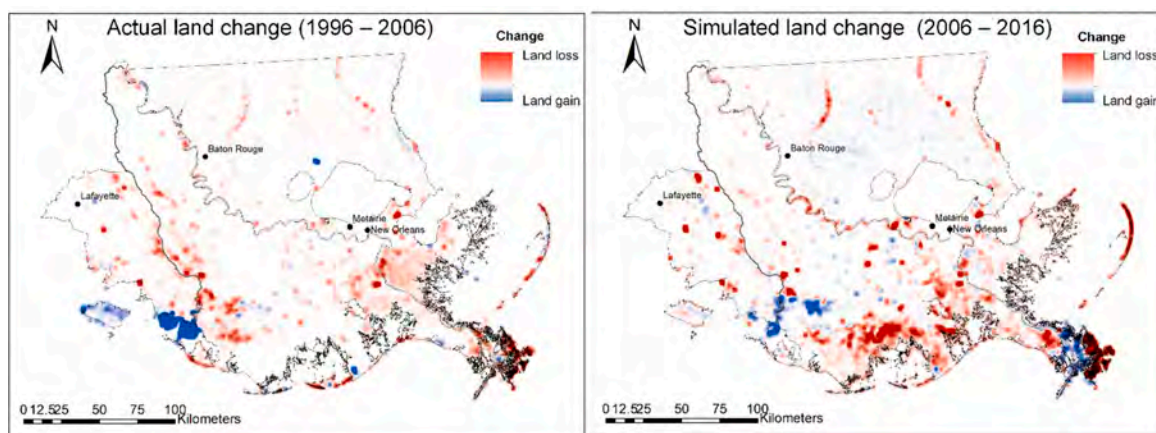 Actual land change (1996 – 2006)
N
Change
Land loss
Land gain
Baton Rouge
Lafayette
Metairie
New Orleans
0 12.525 50 75 100
Kilometers
Simulated land change (2006 – 2016)
N
Change
Land loss
Land gain
Baton Rouge
Lafayette
Metairie
New Orleans
0 12.525 50 75 100
Kilometers